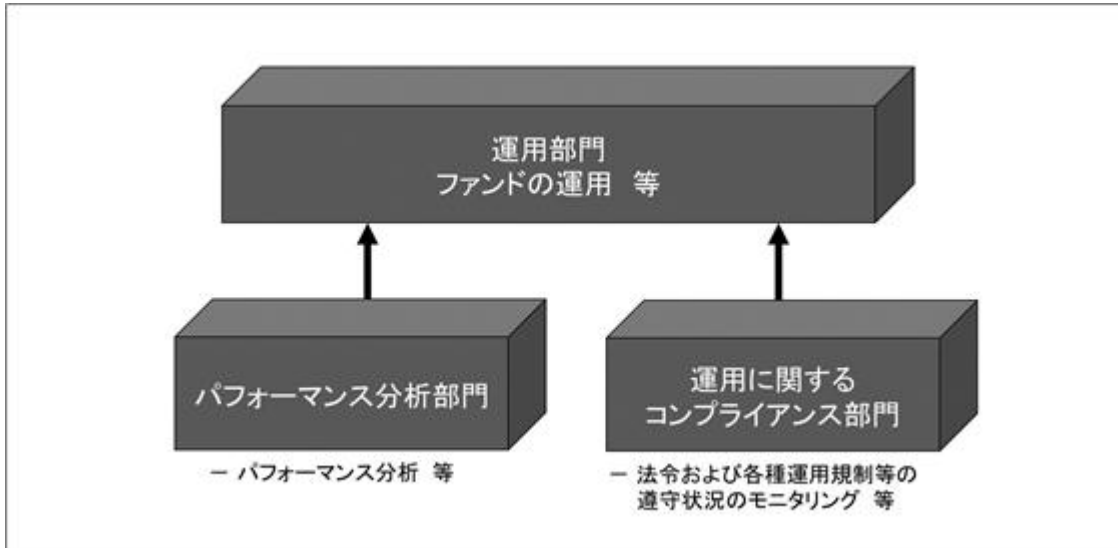 運用部門
ファンドの運用 等
パフォーマンス分析部門
－ パフォーマンス分析 等
運用に関する
コンプライアンス部門
－ 法令および各種運用規制等の
遵守状況のモニタリング 等